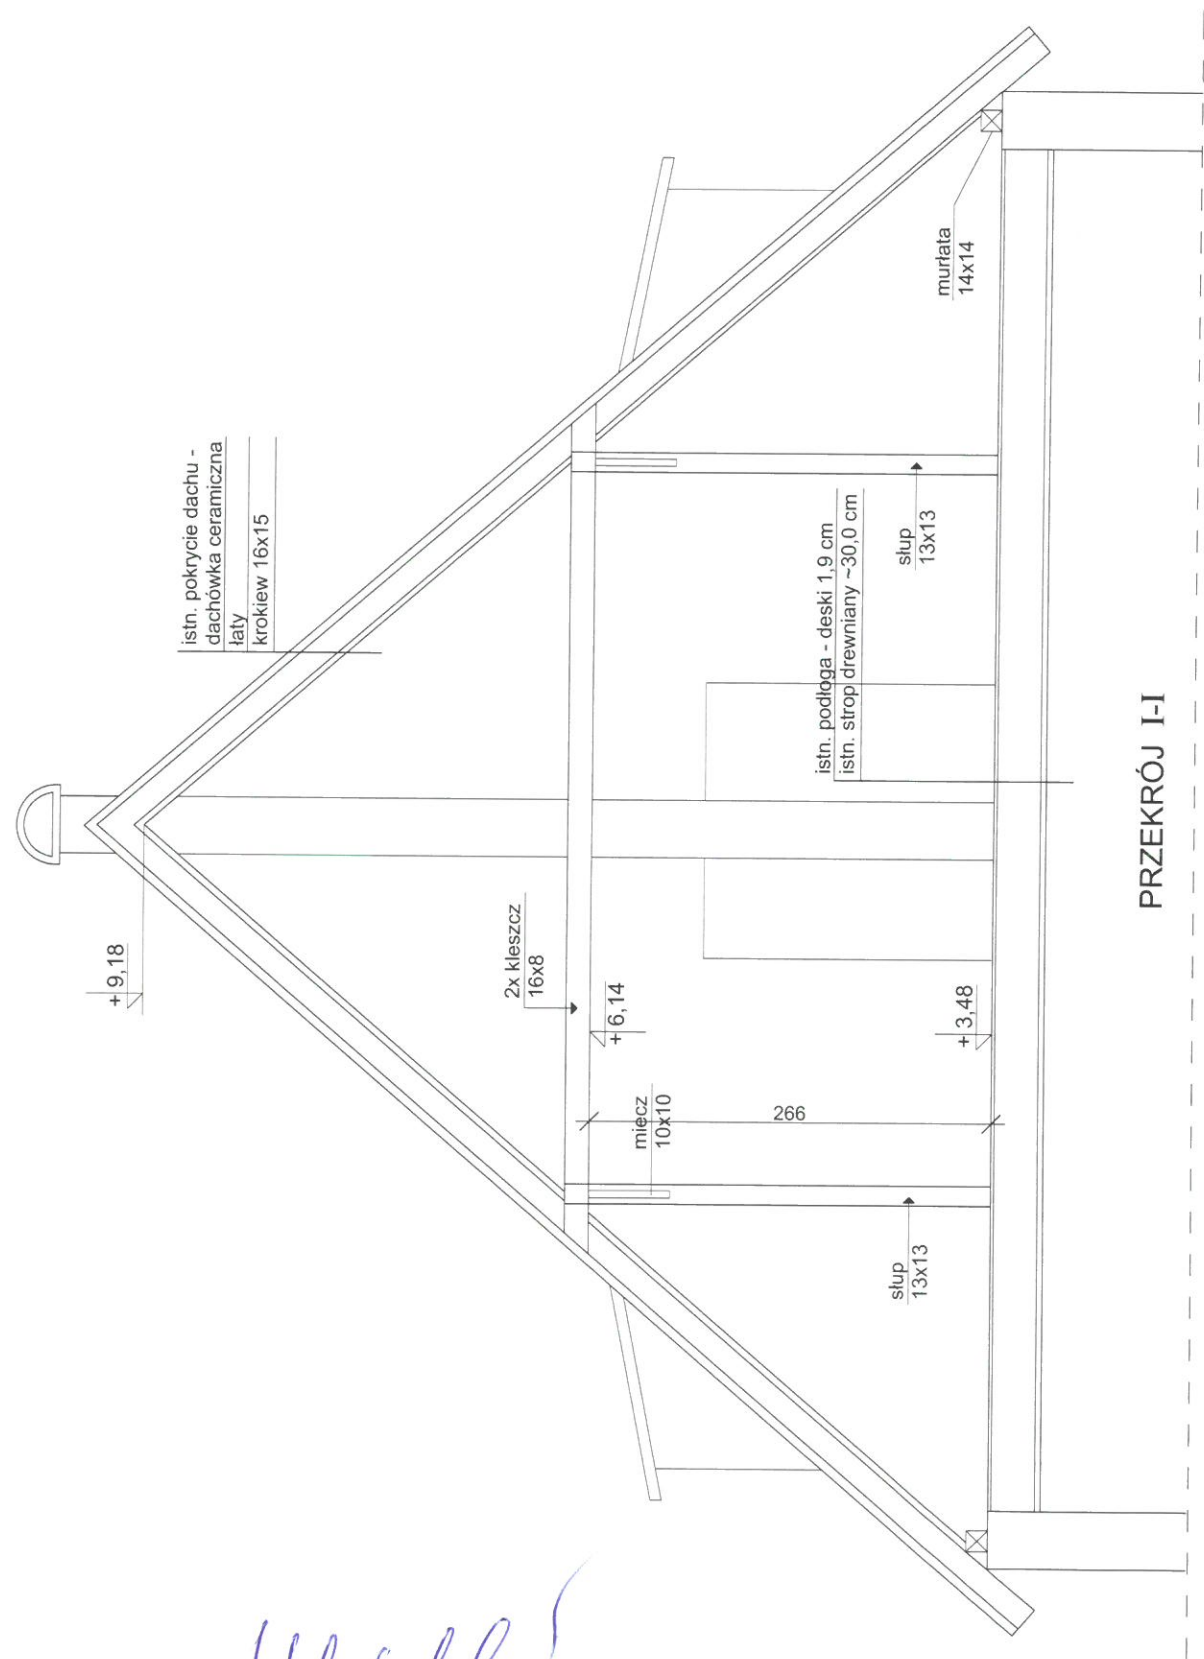 istn. pokrycie dachu -
dachówka ceramiczna
łaty
krokiew 16x15
+ 9,18
2x kleszcz
16x8
+ 6,14
miecz
10x10
266
+ 3,48
słup
13x13
istn. podłoga - deski 1,9 cm
istn. strop drewniany ~30,0 cm
słup
13x13
murłata
14x14
PRZEKRÓJ I-I